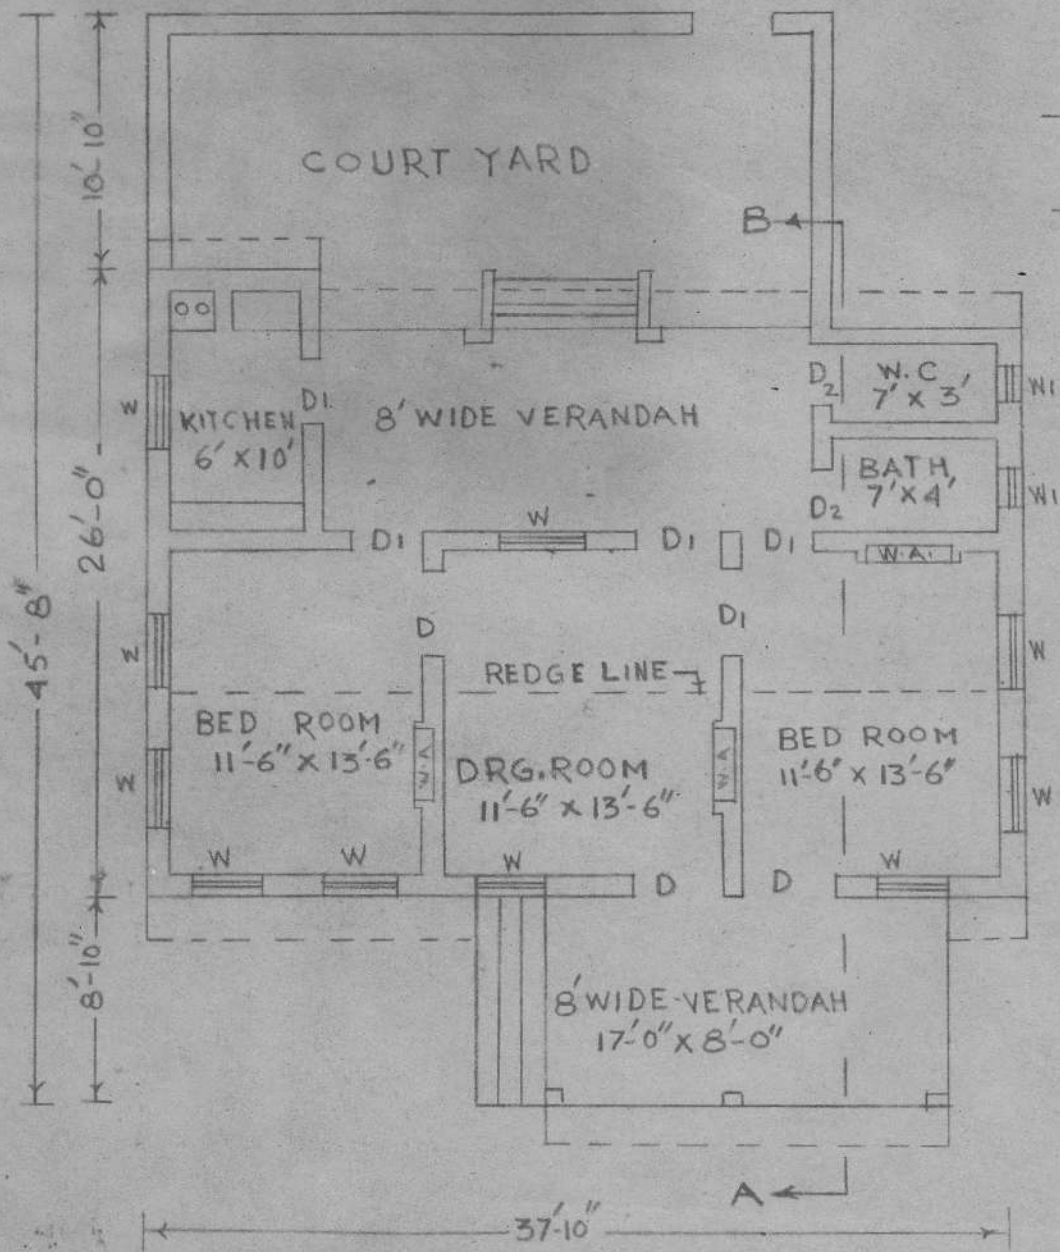 10'-10"
COURT YARD
B
26'-0"
45'-8"
W
KITCHEN
6' X 10'
D1
8' WIDE VERANDAH
D2
W.C
7' X 3'
W1
BATH
7' X 4'
W1
D2
D1
W
D1
D1
W.A.
W
D
D1
W
REDGE LINE
BED ROOM
11'-6" X 13'-6"
W.A
DRG. ROOM
11'-6" X 13'-6"
W.A
BED ROOM
11'-6" X 13'-6"
W
W
W
W
W
D
D
W
8'-10"
8' WIDE-VERANDAH
17'-0" X 8'-0"
A
37'-10"